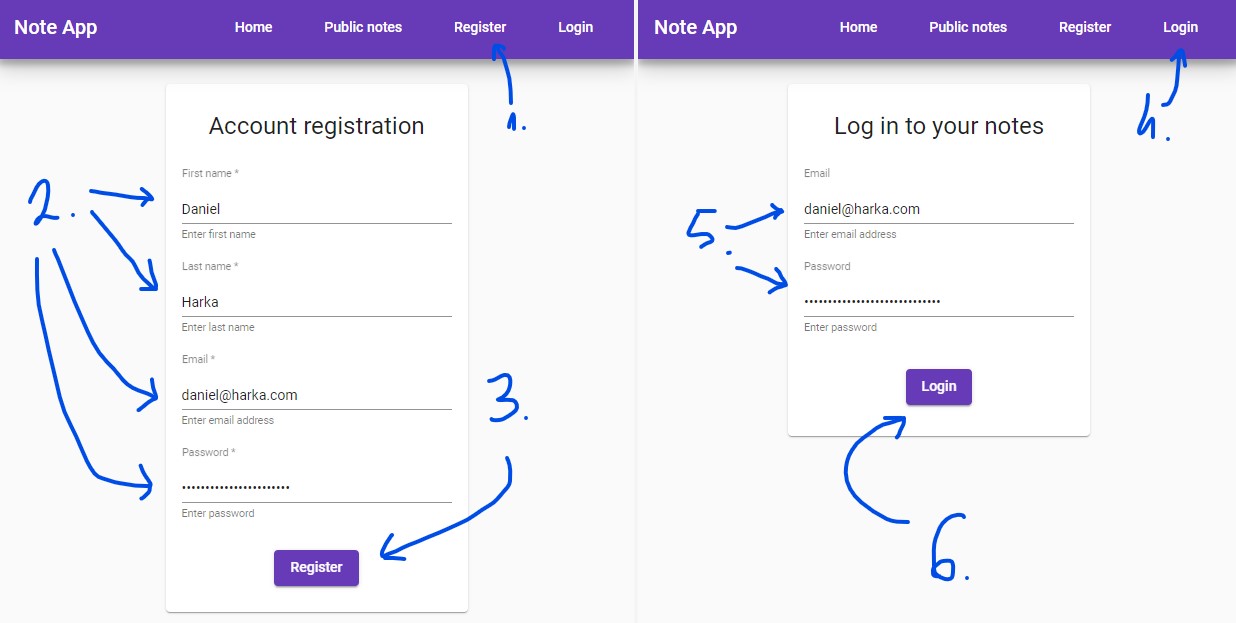 Note App Home Public notes Register Login
1.
Account registration
2.
First name *
Daniel
Enter first name
Last name *
Harka
Enter last name
Email *
daniel@harka.com
Enter email address
3.
Password *
•••••••••••••••••••••••
Enter password
Register
Note App Home Public notes Register Login
4.
Log in to your notes
Email
daniel@harka.com
Enter email address
5.
Password
•••••••••••••••••••••••••••••
Enter password
Login
6.